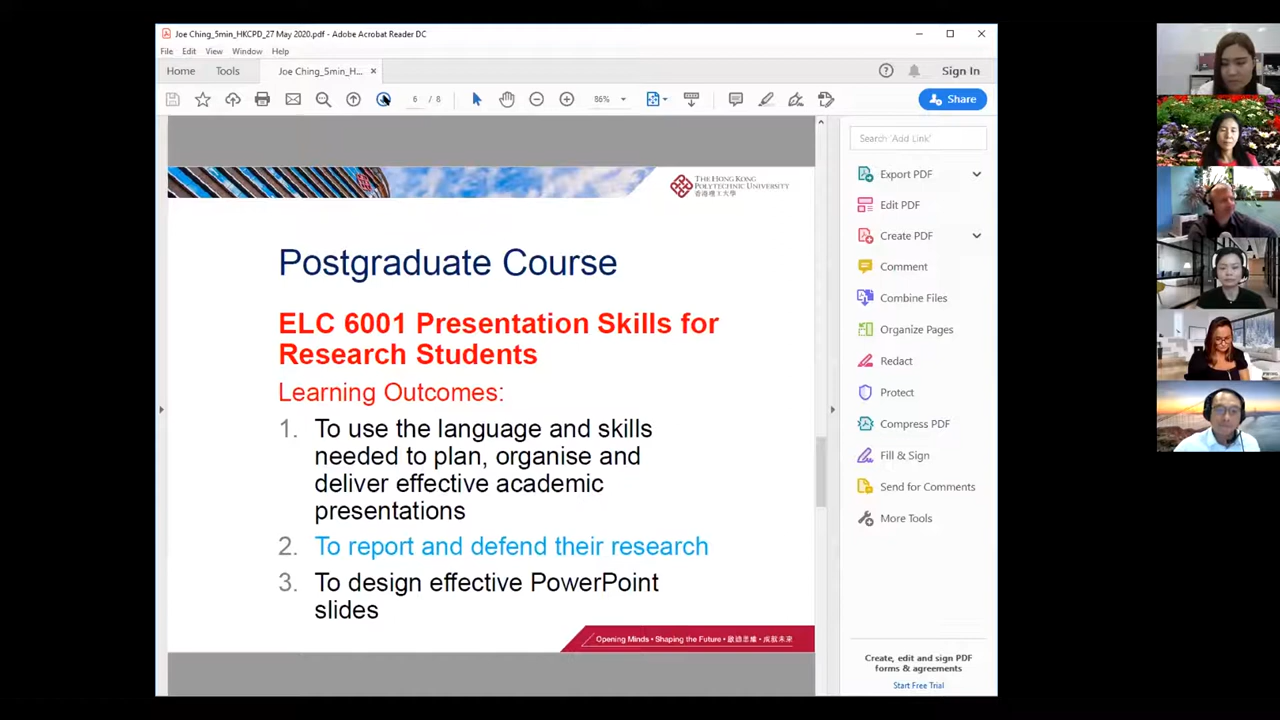 Joe Ching_5min_HKCPD_27 May 2020.pdf - Adobe Acrobat Reader DC
File Edit View Window Help
Home Tools Joe Ching_5min_H... × Sign In
6 / 8 86% Share
Search 'Add Link'
THE HONG KONG
POLYTECHNIC UNIVERSITY
香港理工大學
Export PDF
Edit PDF
Create PDF
Comment
Combine Files
Organize Pages
Redact
Protect
Compress PDF
Fill & Sign
Send for Comments
More Tools
Postgraduate Course
ELC 6001 Presentation Skills for
Research Students
Learning Outcomes:
1. To use the language and skills
needed to plan, organise and
deliver effective academic
presentations
2. To report and defend their research
3. To design effective PowerPoint
slides
Opening Minds • Shaping the Future • 啟迪思維 • 成就未來
Create, edit and sign PDF
forms & agreements
Start Free Trial